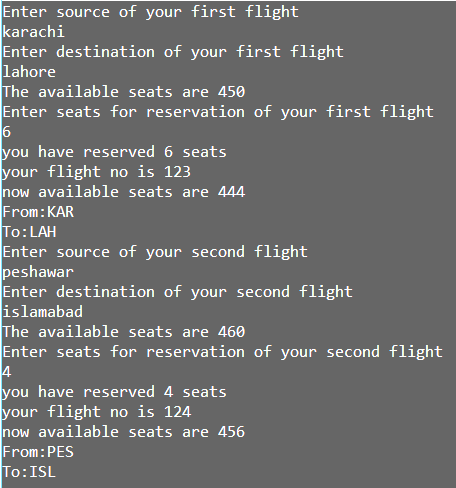 Enter source of your first flight
karachi
Enter destination of your first flight
lahore
The available seats are 450
Enter seats for reservation of your first flight
6
you have reserved 6 seats
your flight no is 123
now available seats are 444
From:KAR
To:LAH
Enter source of your second flight
peshawar
Enter destination of your second flight
islamabad
The available seats are 460
Enter seats for reservation of your second flight
4
you have reserved 4 seats
your flight no is 124
now available seats are 456
From:PES
To:ISL